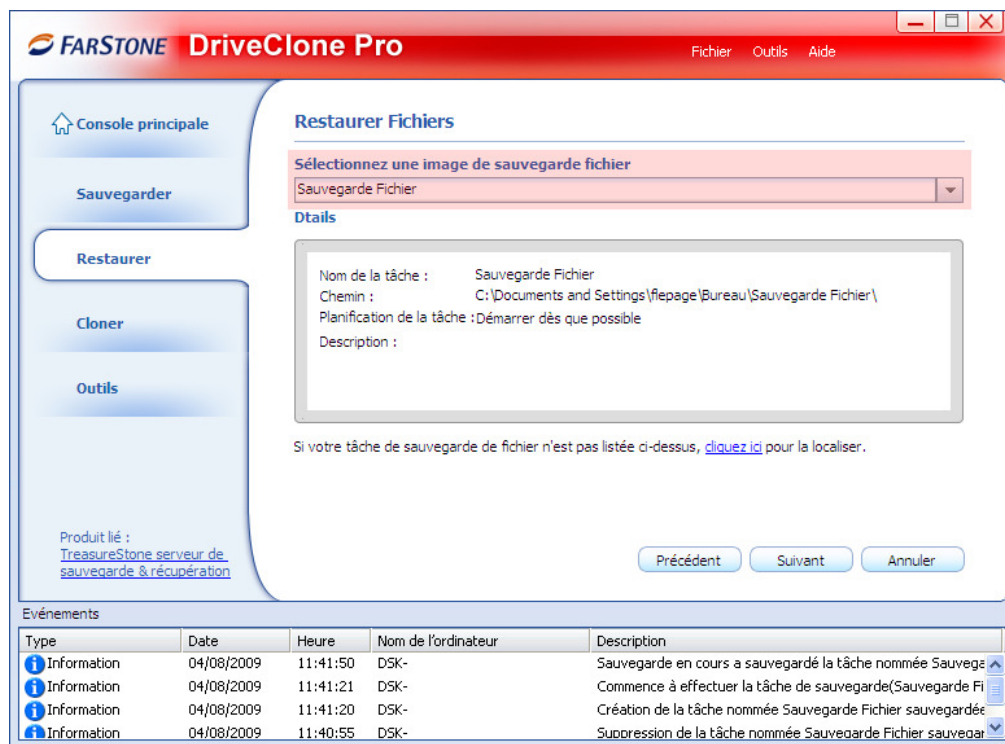 FARSTONE DriveClone Pro
Fichier Outils Aide
Console principale
Sauvegarder
Restaurer
Cloner
Outils
Produit lié :
TreasureStone serveur de
sauvegarde & récupération
Restaurer Fichiers
Sélectionnez une image de sauvegarde fichier
Sauvegarde Fichier
Dtails
Nom de la tâche : Sauvegarde Fichier
Chemin : C:\Documents and Settings\flepage\Bureau\Sauvegarde Fichier\
Planification de la tâche : Démarrer dès que possible
Description :
Si votre tâche de sauvegarde de fichier n'est pas listée ci-dessus, cliquez ici pour la localiser.
Précédent Suivant Annuler
Evénements
Type Date Heure Nom de l'ordinateur Description
Information 04/08/2009 11:41:50 DSK- Sauvegarde en cours a sauvegardé la tâche nommée Sauvega
Information 04/08/2009 11:41:21 DSK- Commence à effectuer la tâche de sauvegarde(Sauvegarde Fi
Information 04/08/2009 11:41:20 DSK- Création de la tâche nommée Sauvegarde Fichier sauvegardée
Information 04/08/2009 11:40:55 DSK- Suppression de la tâche nommée Sauvegarde Fichier sauvegar